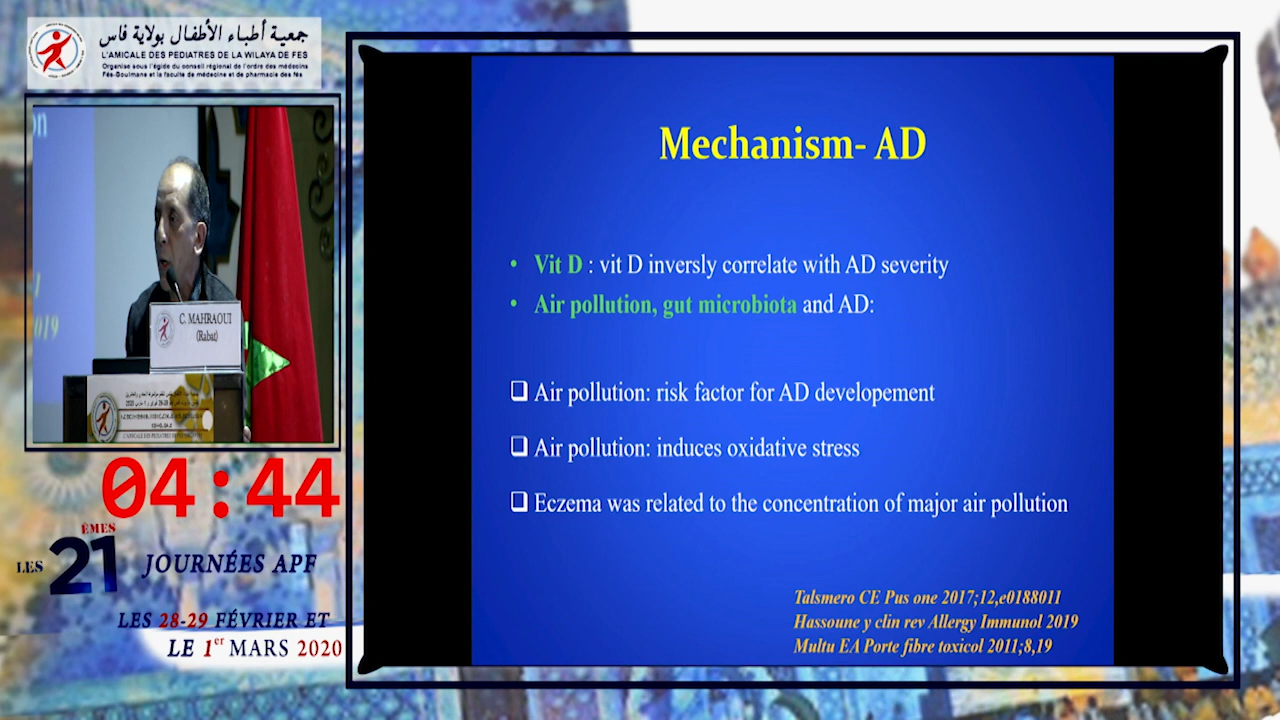 جمعية أطباء الأطفال بولاية فاس
L'AMICALE DES PEDIATRES DE LA WILAYA DE FES
Organise sous l'égide du conseil régional de l'ordre des médecins
Fès-Boulmane et la faculte de médecine et de pharmacie des fès
on
019
C. MAHRAOUI
(Rabat)
04:44
LES 21 ÈMES JOURNÉES APF
LES 28-29 FÉVRIER ET
LE 1er MARS 2020
Mechanism- AD
• Vit D : vit D inversly correlate with AD severity
• Air pollution, gut microbiota and AD:
❑ Air pollution: risk factor for AD developement
❑ Air pollution: induces oxidative stress
❑ Eczema was related to the concentration of major air pollution
Talsmero CE Pus one 2017;12,e0188011
Hassoune y clin rev Allergy Immunol 2019
Multu EA Porte fibre toxicol 2011;8,19